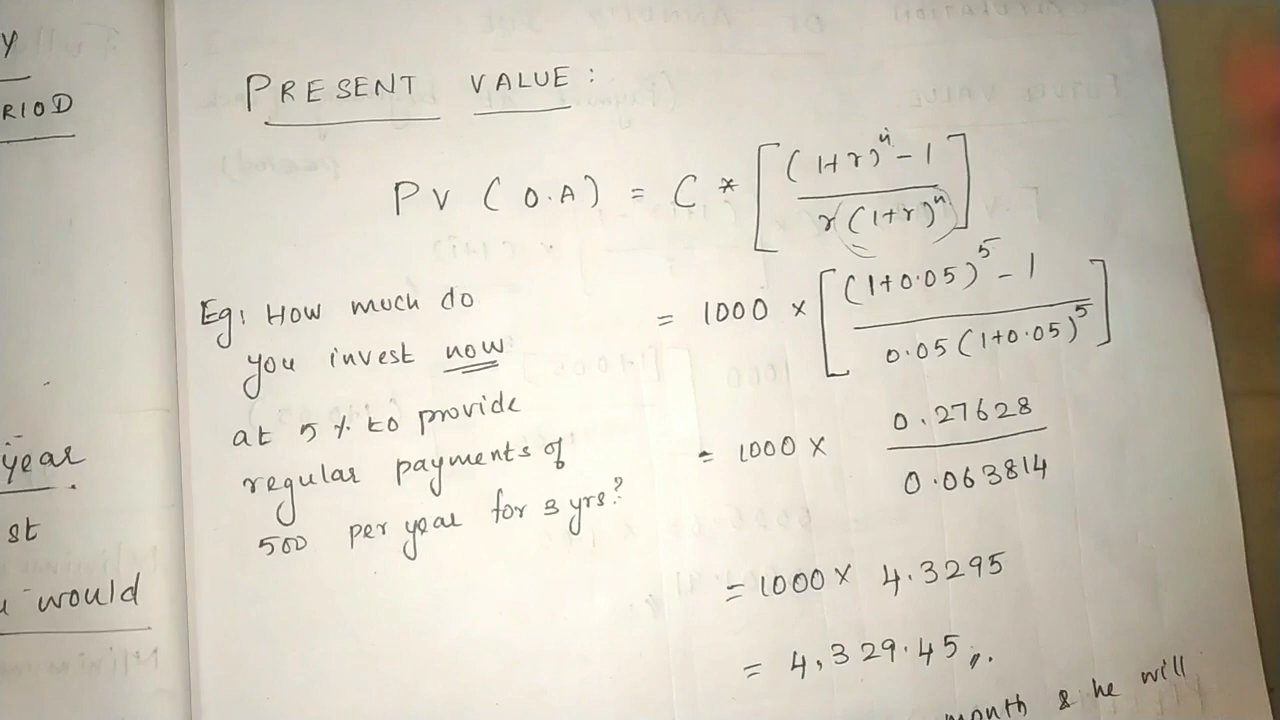 Y
RIOD
year
st
would
PRESENT VALUE:
PV (O.A) = C * [ (1+r)^n - 1 / r(1+r)^n ]
Eg: How much do
you invest now
at 5% to provide
regular payments of
500 per year for 3 yrs?
= 1000 × [ (1+0.05)^5 - 1 / 0.05(1+0.05)^5 ]
= 1000 × 0.27628 / 0.063814
= 1000 × 4.3295
= 4,329.45
month & he will